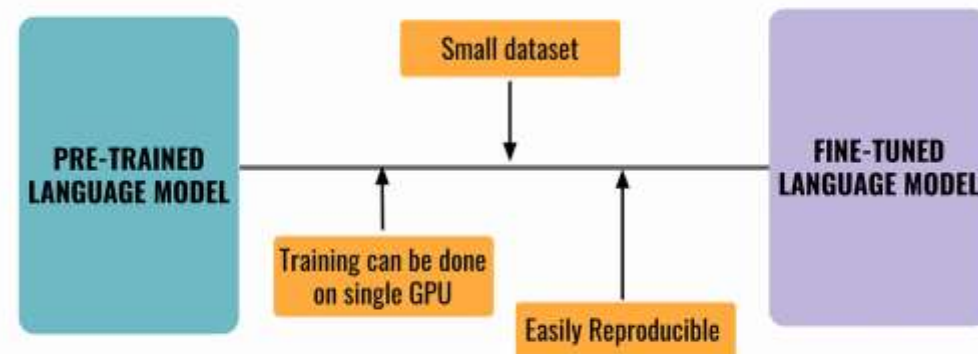 Small dataset
PRE-TRAINED
LANGUAGE MODEL
FINE-TUNED
LANGUAGE MODEL
Training can be done
on single GPU
Easily Reproducible